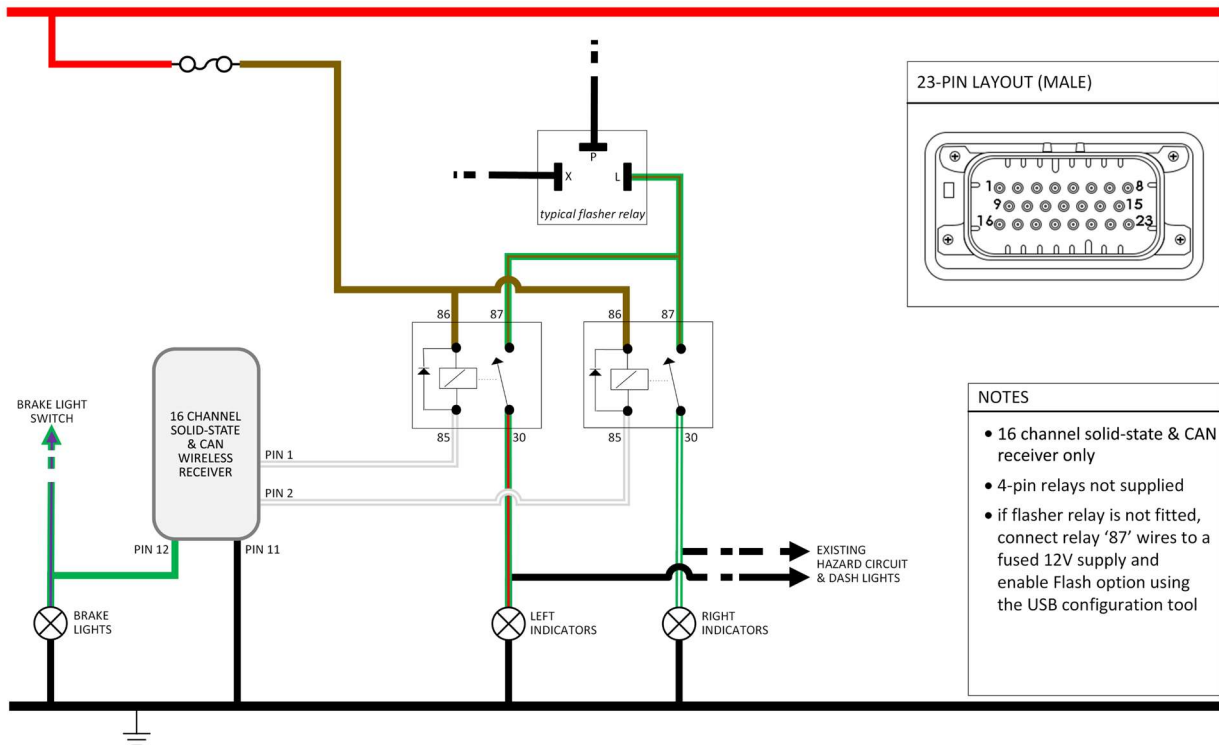 P
X
L
typical flasher relay
86
87
86
87
85
30
85
30
BRAKE LIGHT
SWITCH
16 CHANNEL
SOLID-STATE
& CAN
WIRELESS
RECEIVER
PIN 1
PIN 2
PIN 12
PIN 11
EXISTING
HAZARD CIRCUIT
& DASH LIGHTS
BRAKE
LIGHTS
LEFT
INDICATORS
RIGHT
INDICATORS
23-PIN LAYOUT (MALE)
1
8
9
15
16
23
NOTES
• 16 channel solid-state & CAN
receiver only
• 4-pin relays not supplied
• if flasher relay is not fitted,
connect relay ‘87’ wires to a
fused 12V supply and
enable Flash option using
the USB configuration tool